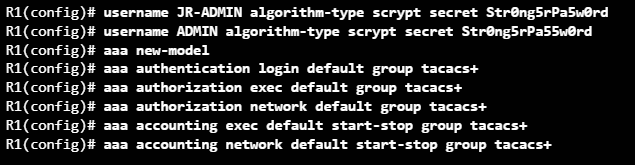 R1(config)# username JR-ADMIN algorithm-type scrypt secret Str0ng5rPa5w0rd
R1(config)# username ADMIN algorithm-type scrypt secret Str0ng5rPa55w0rd
R1(config)# aaa new-model
R1(config)# aaa authentication login default group tacacs+
R1(config)# aaa authorization exec default group tacacs+
R1(config)# aaa authorization network default group tacacs+
R1(config)# aaa accounting exec default start-stop group tacacs+
R1(config)# aaa accounting network default start-stop group tacacs+